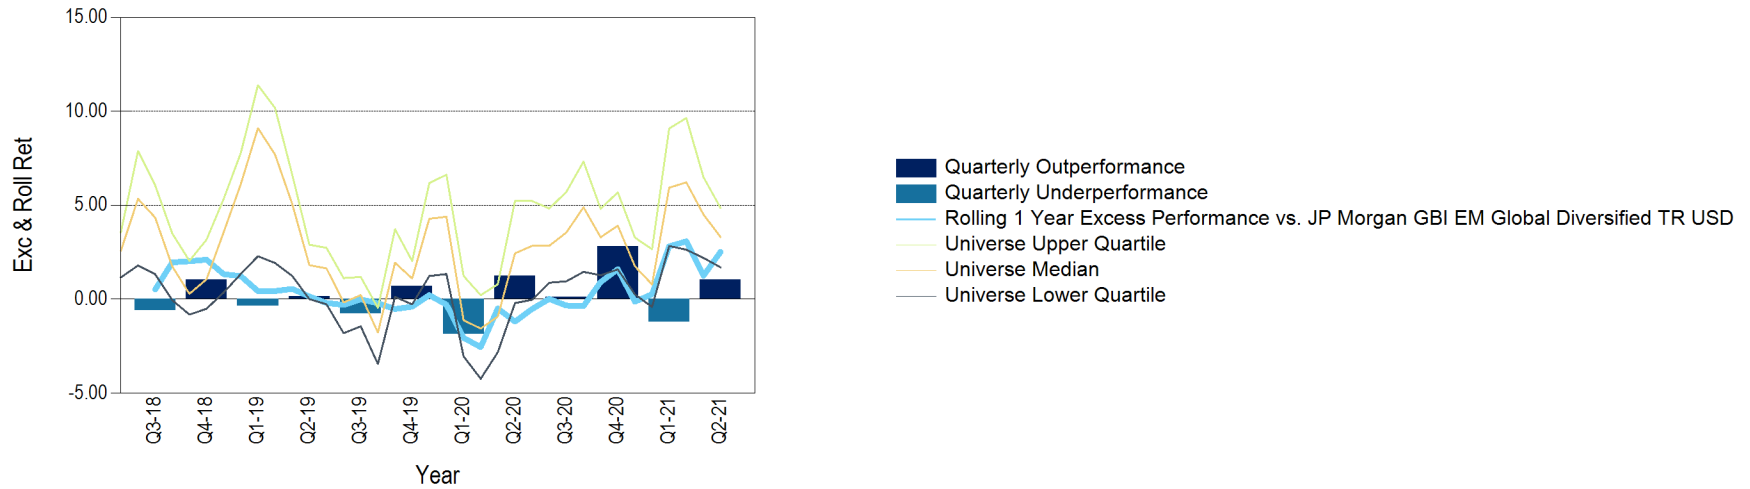 15.00
10.00
5.00
0.00
-5.00
Exc & Roll Ret
Q3-18
Q4-18
Q1-19
Q2-19
Q3-19
Q4-19
Q1-20
Q2-20
Q3-20
Q4-20
Q1-21
Q2-21
Year
Quarterly Outperformance
Quarterly Underperformance
Rolling 1 Year Excess Performance vs. JP Morgan GBI EM Global Diversified TR USD
Universe Upper Quartile
Universe Median
Universe Lower Quartile